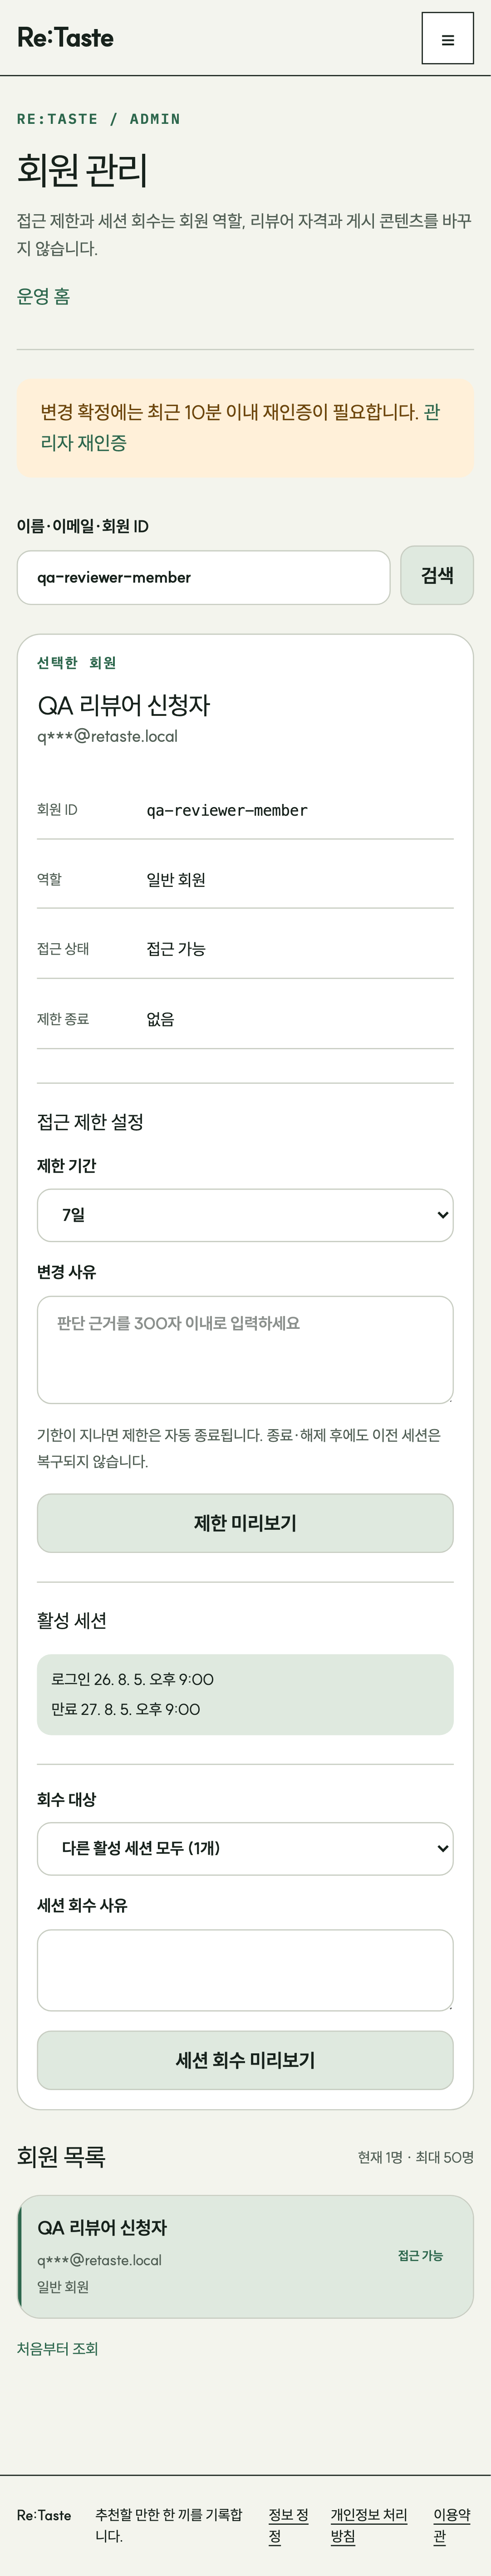 Re:Taste
RE:TASTE / ADMIN
회원 관리
접근 제한과 세션 회수는 회원 역할, 리뷰어 자격과 게시 콘텐츠를 바꾸
지 않습니다.
운영 홈
변경 확정에는 최근 10분 이내 재인증이 필요합니다. 관
리자 재인증
이름·이메일·회원 ID
qa-reviewer-member
검색
선택한 회원
QA 리뷰어 신청자
q***@retaste.local
회원 ID qa-reviewer-member
역할 일반 회원
접근 상태 접근 가능
제한 종료 없음
접근 제한 설정
제한 기간
7일
변경 사유
판단 근거를 300자 이내로 입력하세요
기한이 지나면 제한은 자동 종료됩니다. 종료·해제 후에도 이전 세션은
복구되지 않습니다.
제한 미리보기
활성 세션
로그인 26. 8. 5. 오후 9:00
만료 27. 8. 5. 오후 9:00
회수 대상
다른 활성 세션 모두 (1개)
세션 회수 사유
세션 회수 미리보기
회원 목록
현재 1명 · 최대 50명
QA 리뷰어 신청자
q***@retaste.local
일반 회원
접근 가능
처음부터 조회
Re:Taste
추천할 만한 한 끼를 기록합
니다.
정보 정
정
개인정보 처리
방침
이용약
관